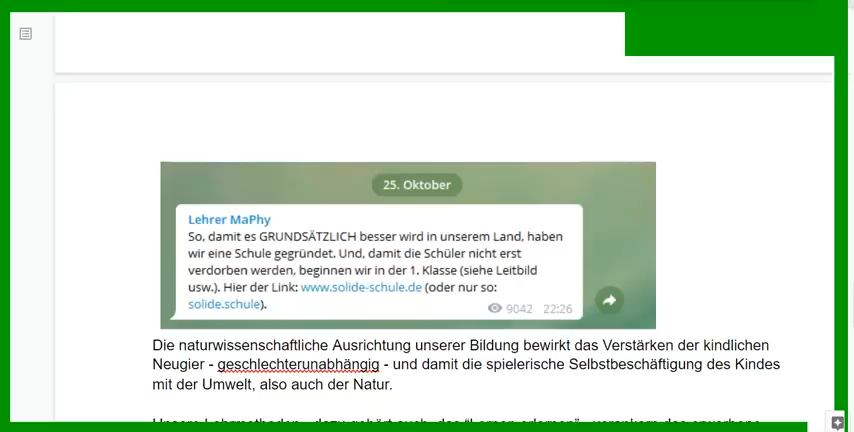 25. Oktober
Lehrer MaPhy
So, damit es GRUNDSÄTZLICH besser wird in unserem Land, haben
wir eine Schule gegründet. Und, damit die Schüler nicht erst
verdorben werden, beginnen wir in der 1. Klasse (siehe Leitbild
usw.). Hier der Link: www.solide-schule.de (oder nur so:
solide.schule).
9042 22:26
Die naturwissenschaftliche Ausrichtung unserer Bildung bewirkt das Verstärken der kindlichen
Neugier - geschlechterunabhängig - und damit die spielerische Selbstbeschäftigung des Kindes
mit der Umwelt, also auch der Natur.